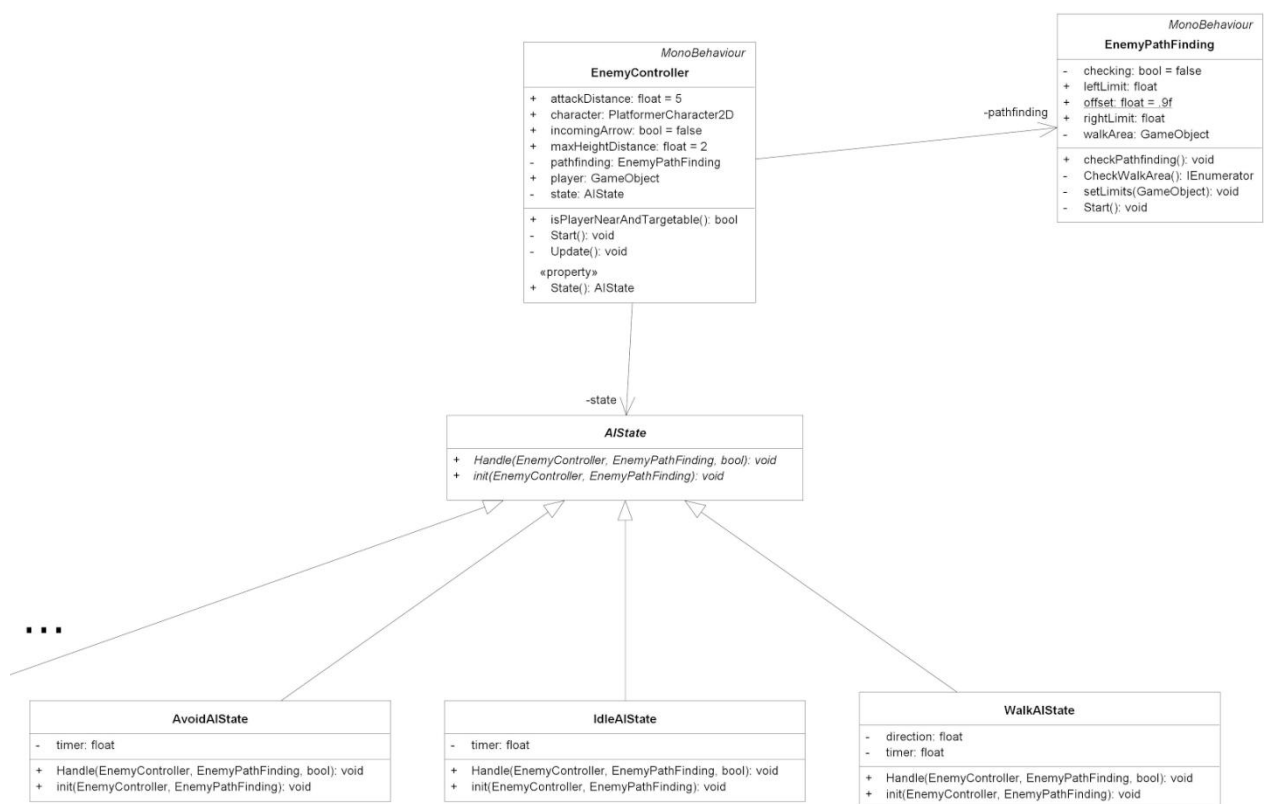 MonoBehaviour
EnemyController
+ attackDistance: float = 5
+ character: PlatformerCharacter2D
+ incomingArrow: bool = false
+ maxHeightDistance: float = 2
- pathfinding: EnemyPathFinding
+ player: GameObject
- state: AIState
+ isPlayerNearAndTargetable(): bool
- Start(): void
- Update(): void
«property»
+ State(): AIState
-pathfinding
MonoBehaviour
EnemyPathFinding
- checking: bool = false
+ leftLimit: float
+ offset: float = .9f
+ rightLimit: float
- walkArea: GameObject
+ checkPathfinding(): void
- CheckWalkArea(): IEnumerator
- setLimits(GameObject): void
- Start(): void
-state
AIState
+ Handle(EnemyController, EnemyPathFinding, bool): void
+ init(EnemyController, EnemyPathFinding): void
...
AvoidAIState
- timer: float
+ Handle(EnemyController, EnemyPathFinding, bool): void
+ init(EnemyController, EnemyPathFinding): void
IdleAIState
- timer: float
+ Handle(EnemyController, EnemyPathFinding, bool): void
+ init(EnemyController, EnemyPathFinding): void
WalkAIState
- direction: float
- timer: float
+ Handle(EnemyController, EnemyPathFinding, bool): void
+ init(EnemyController, EnemyPathFinding): void